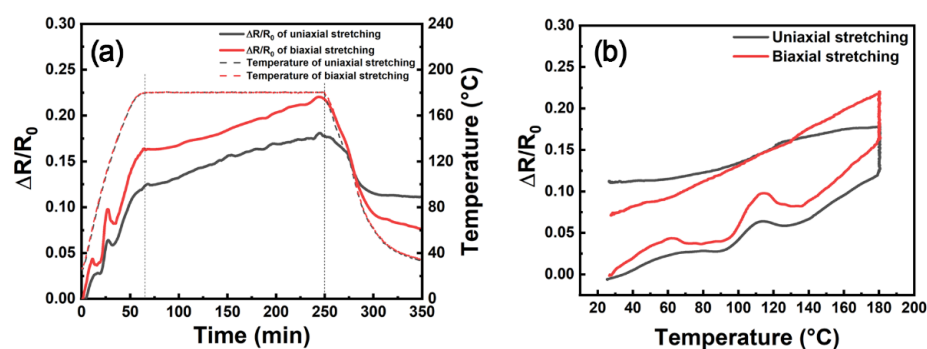 (a)
ΔR/R0 of uniaxial stretching
ΔR/R0 of biaxial stretching
Temperature of uniaxial stretching
Temperature of biaxial stretching
0.30
0.25
0.20
0.15
0.10
0.05
0.00
ΔR/R0
240
200
160
120
80
40
0
Temperature (°C)
0 50 100 150 200 250 300 350
Time (min)
(b)
Uniaxial stretching
Biaxial stretching
0.30
0.25
0.20
0.15
0.10
0.05
0.00
ΔR/R0
20 40 60 80 100 120 140 160 180 200
Temperature (°C)